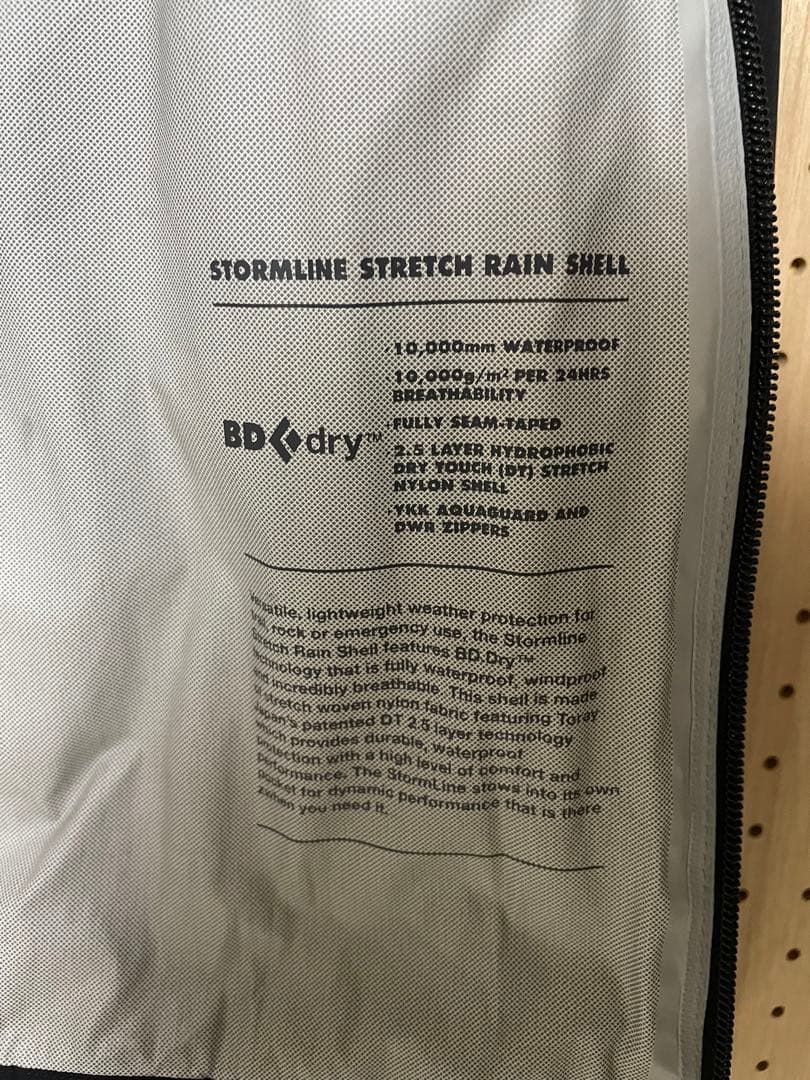 STORMLINE STRETCH RAIN SHELL
BD dry™
·10,000mm WATERPROOF
·10,000g/m² PER 24HRS
BREATHABILITY
·FULLY SEAM-TAPED
·2.5 LAYER HYDROPHOBIC
DRY TOUCH (DT) STRETCH
NYLON SHELL
·YKK AQUAGUARD AND
DWR ZIPPERS
lightweight weather protection for
rock or emergency use, the Stormline
Rain Shell features BD.Dry™
that is fully waterproof, windproof
incredibly breathable. This shell is made
stretch woven nylon fabric featuring Toray
patented DT 2.5 layer technology
provides durable, waterproof
with a high level of comfort and
performance. The StormLine stows into its own
pocket for dynamic performance that is there
when you need it.